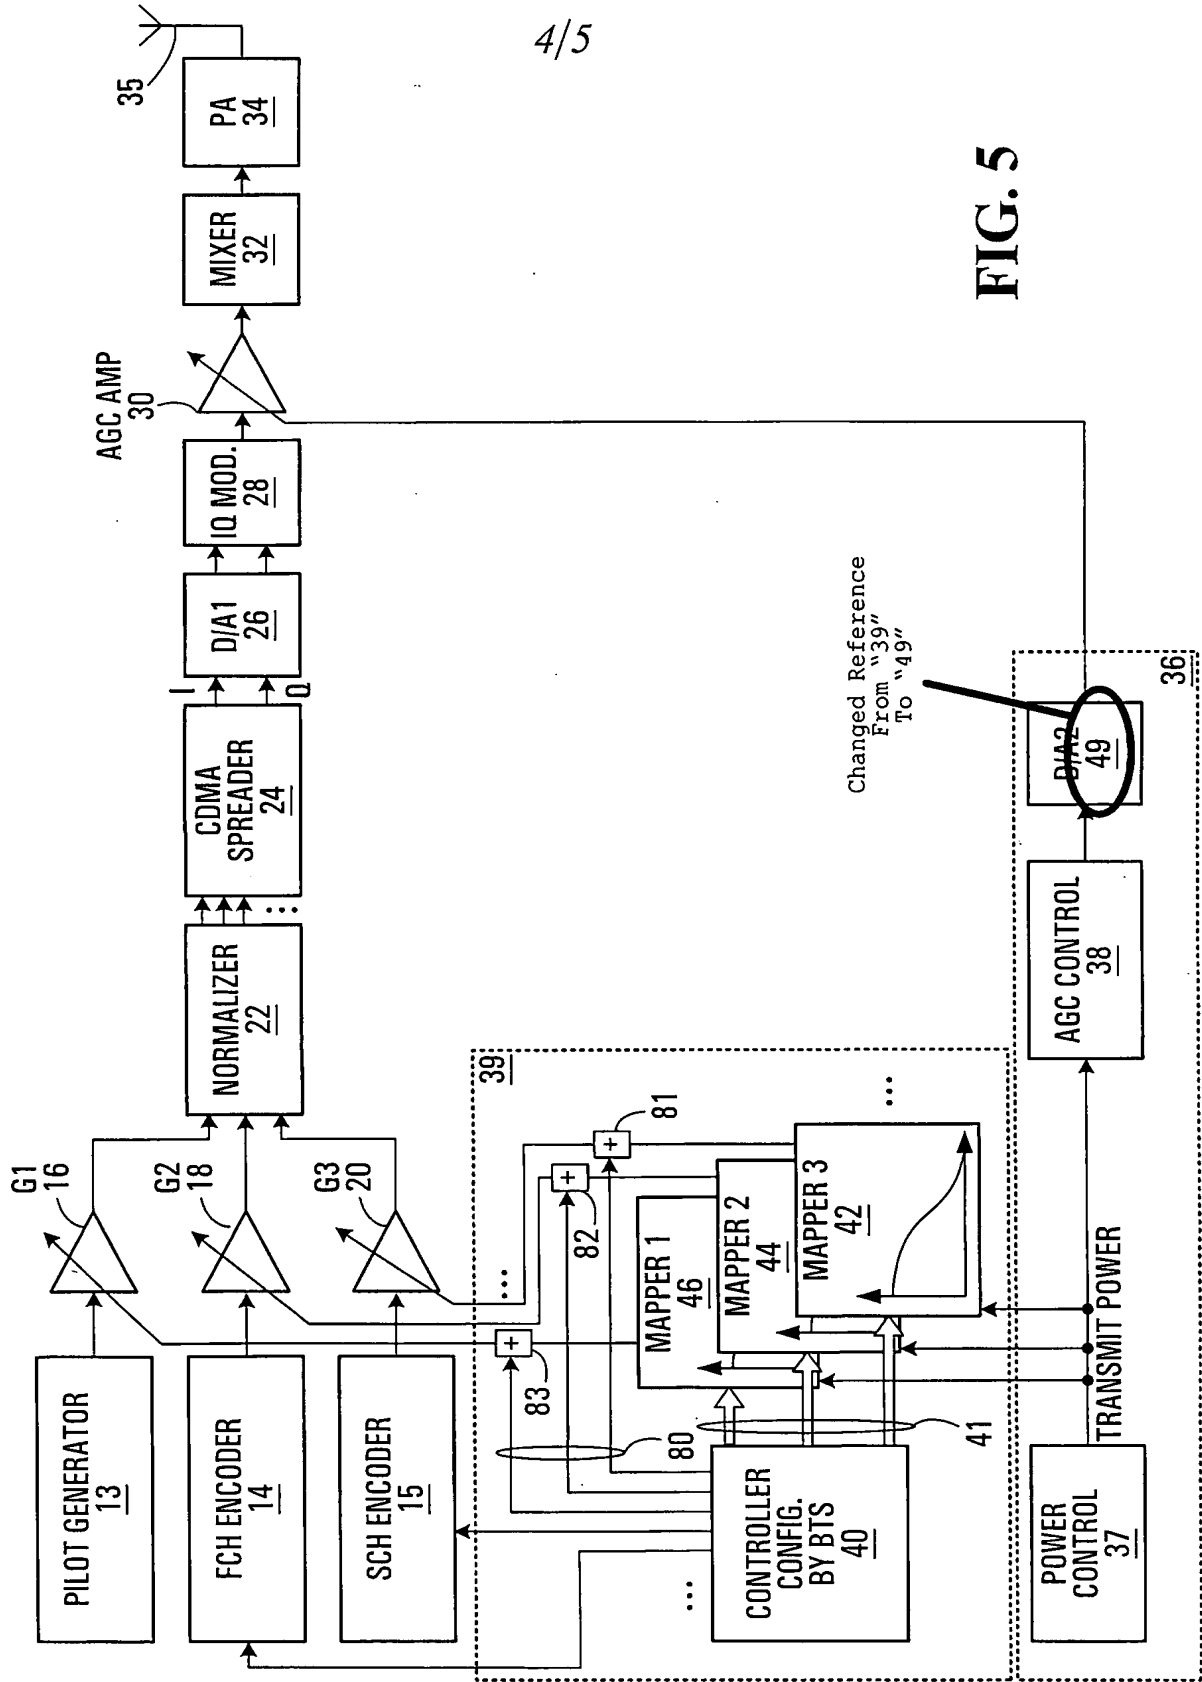 4/5
35
PA
34
MIXER
32
AGC AMP
30
IQ MOD.
28
D/A1
26
I
Q
CDMA
SPREADER
24
...
NORMALIZER
22
G1
16
G2
18
G3
20
PILOT GENERATOR
13
FCH ENCODER
14
SCH ENCODER
15
39
...
+
83
+
82
+
81
80
MAPPER 1
46
MAPPER 2
44
MAPPER 3
42
...
41
...
CONTROLLER
CONFIG.
BY BTS
40
POWER
CONTROL
37
TRANSMIT POWER
AGC CONTROL
38
D/A2
49
36
Changed Reference
From "39"
To "49"
FIG. 5